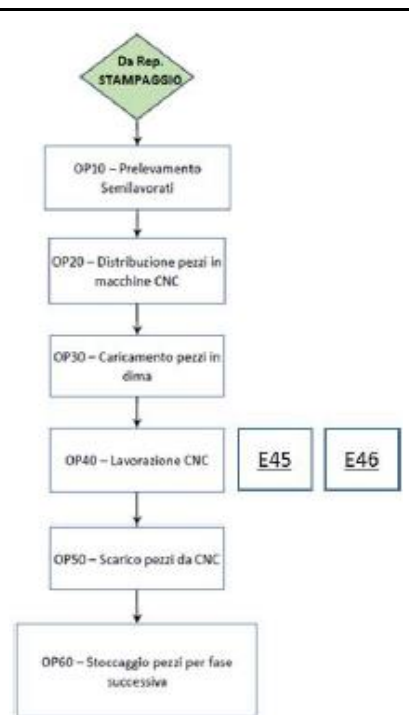 Da Rep.
STAMPAGGIO
OP10 – Prelevamento
Semilavorati
OP20 – Distribuzione pezzi in
macchine CNC
OP30 – Caricamento pezzi in
dima
OP40 – Lavorazione CNC
E45
E46
OP50 – Scarico pezzi da CNC
OP60 – Stoccaggio pezzi per fase
successiva